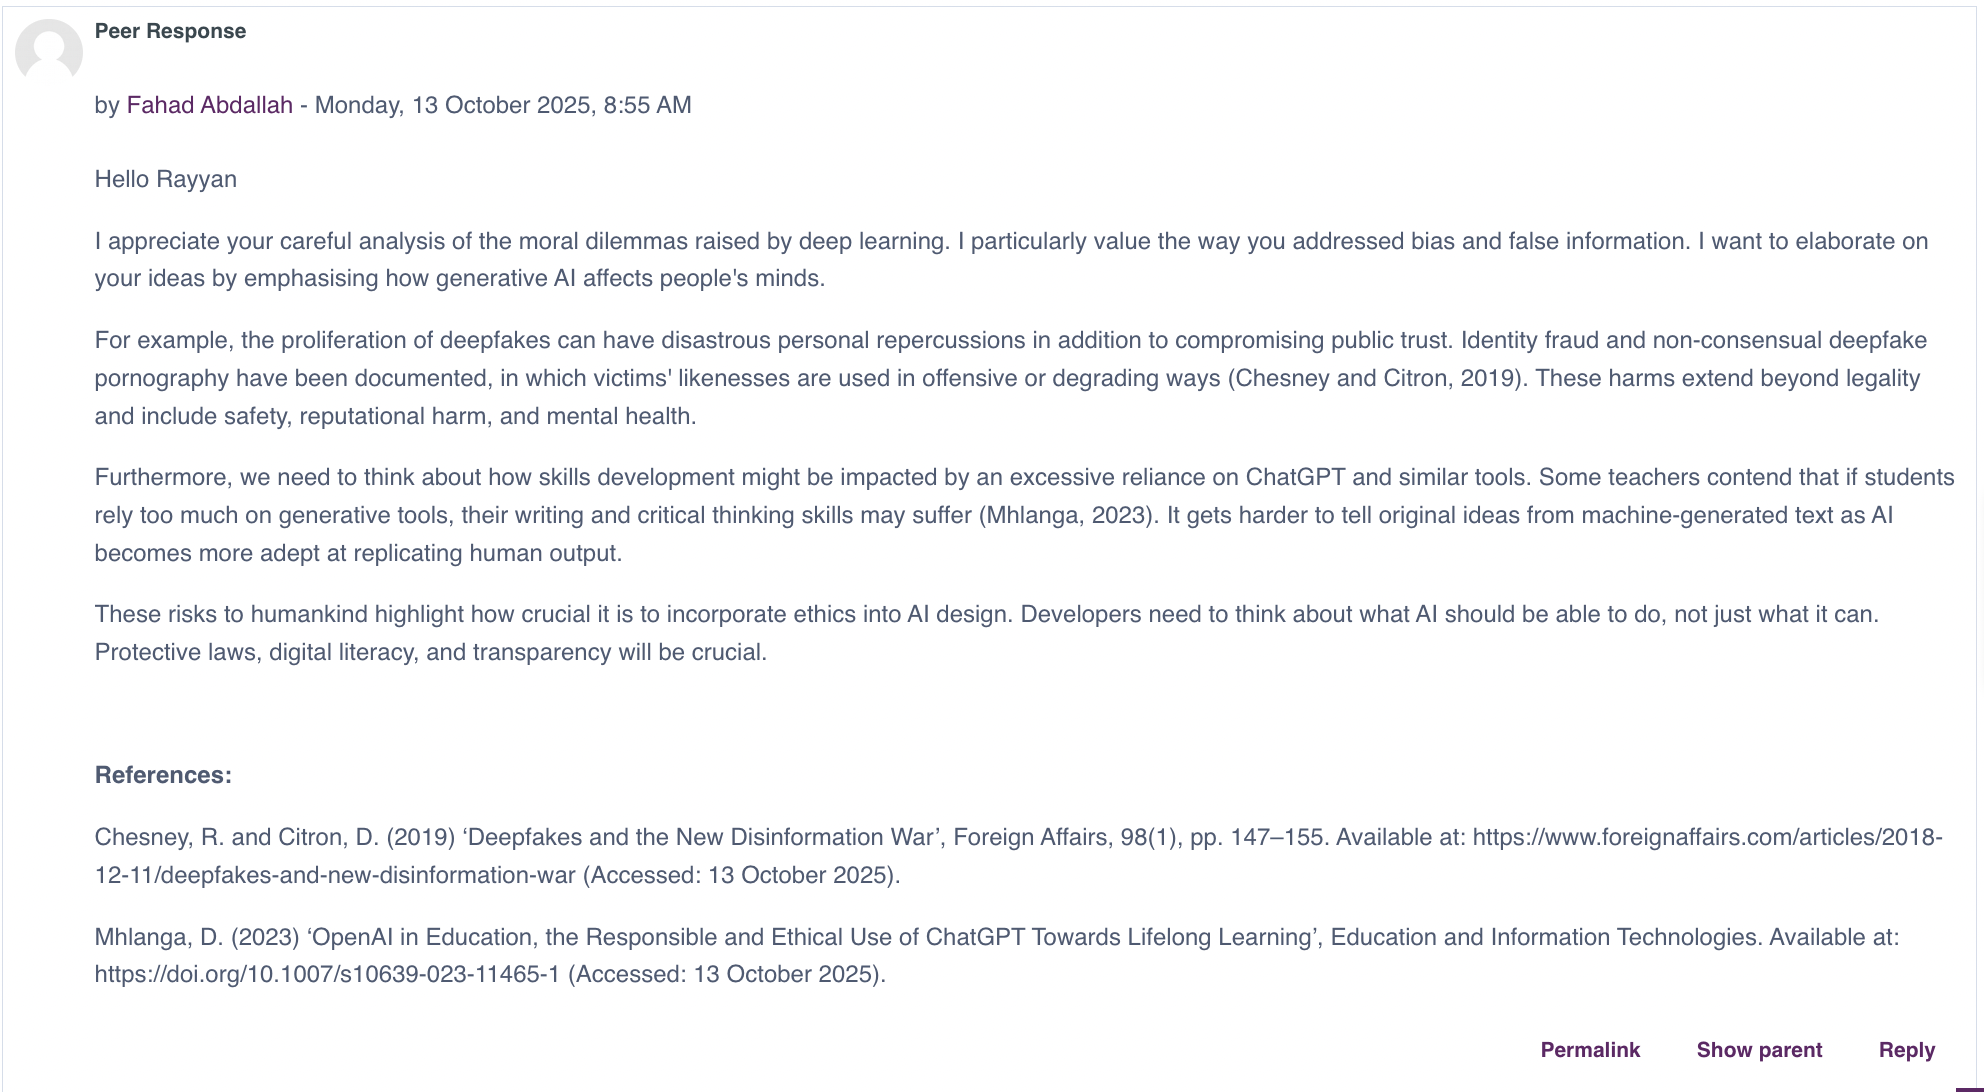 Peer Response
by Fahad Abdallah - Monday, 13 October 2025, 8:55 AM
Hello Rayyan
I appreciate your careful analysis of the moral dilemmas raised by deep learning. I particularly value the way you addressed bias and false information. I want to elaborate on
your ideas by emphasising how generative AI affects people's minds.
For example, the proliferation of deepfakes can have disastrous personal repercussions in addition to compromising public trust. Identity fraud and non-consensual deepfake
pornography have been documented, in which victims' likenesses are used in offensive or degrading ways (Chesney and Citron, 2019). These harms extend beyond legality
and include safety, reputational harm, and mental health.
Furthermore, we need to think about how skills development might be impacted by an excessive reliance on ChatGPT and similar tools. Some teachers contend that if students
rely too much on generative tools, their writing and critical thinking skills may suffer (Mhlanga, 2023). It gets harder to tell original ideas from machine-generated text as AI
becomes more adept at replicating human output.
These risks to humankind highlight how crucial it is to incorporate ethics into AI design. Developers need to think about what AI should be able to do, not just what it can.
Protective laws, digital literacy, and transparency will be crucial.
References:
Chesney, R. and Citron, D. (2019) ‘Deepfakes and the New Disinformation War’, Foreign Affairs, 98(1), pp. 147–155. Available at: https://www.foreignaffairs.com/articles/2018-
12-11/deepfakes-and-new-disinformation-war (Accessed: 13 October 2025).
Mhlanga, D. (2023) ‘OpenAI in Education, the Responsible and Ethical Use of ChatGPT Towards Lifelong Learning’, Education and Information Technologies. Available at:
https://doi.org/10.1007/s10639-023-11465-1 (Accessed: 13 October 2025).
Permalink Show parent Reply